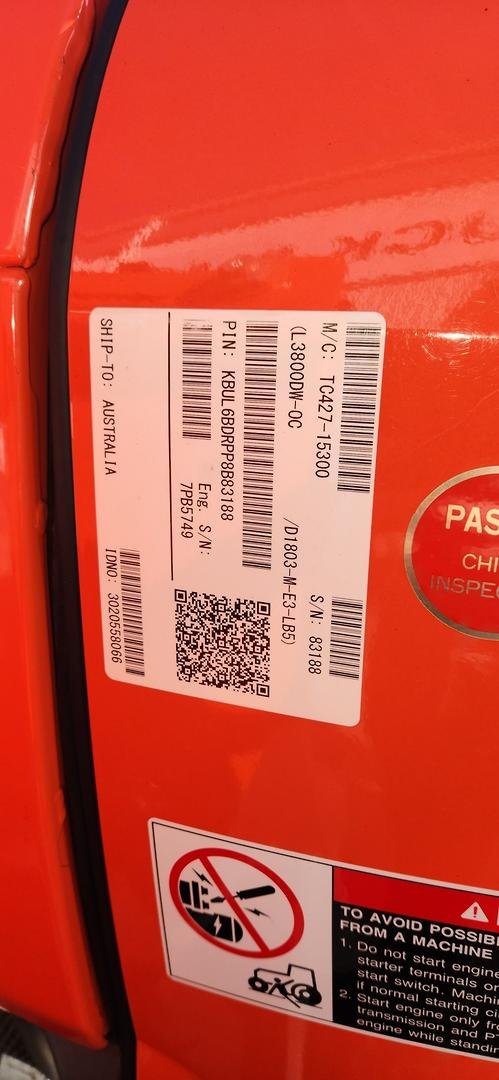 M/C: TC427-15300
S/N: 83188
(L3800DW-OC
/D1803-M-E3-LB5)
PIN: KBUL6BDRPP8B83188
Eng. S/N:
7PB5749
SHIP-TO: AUSTRALIA
IDNO: 3020558066
PAS
CHI
INSPEC
TO AVOID POSSIB
FROM A MACHINE
1. Do not start engine
starter terminals or
start switch. Machi
if normal starting ci
2. Start engine only f
transmission and P
engine while standin